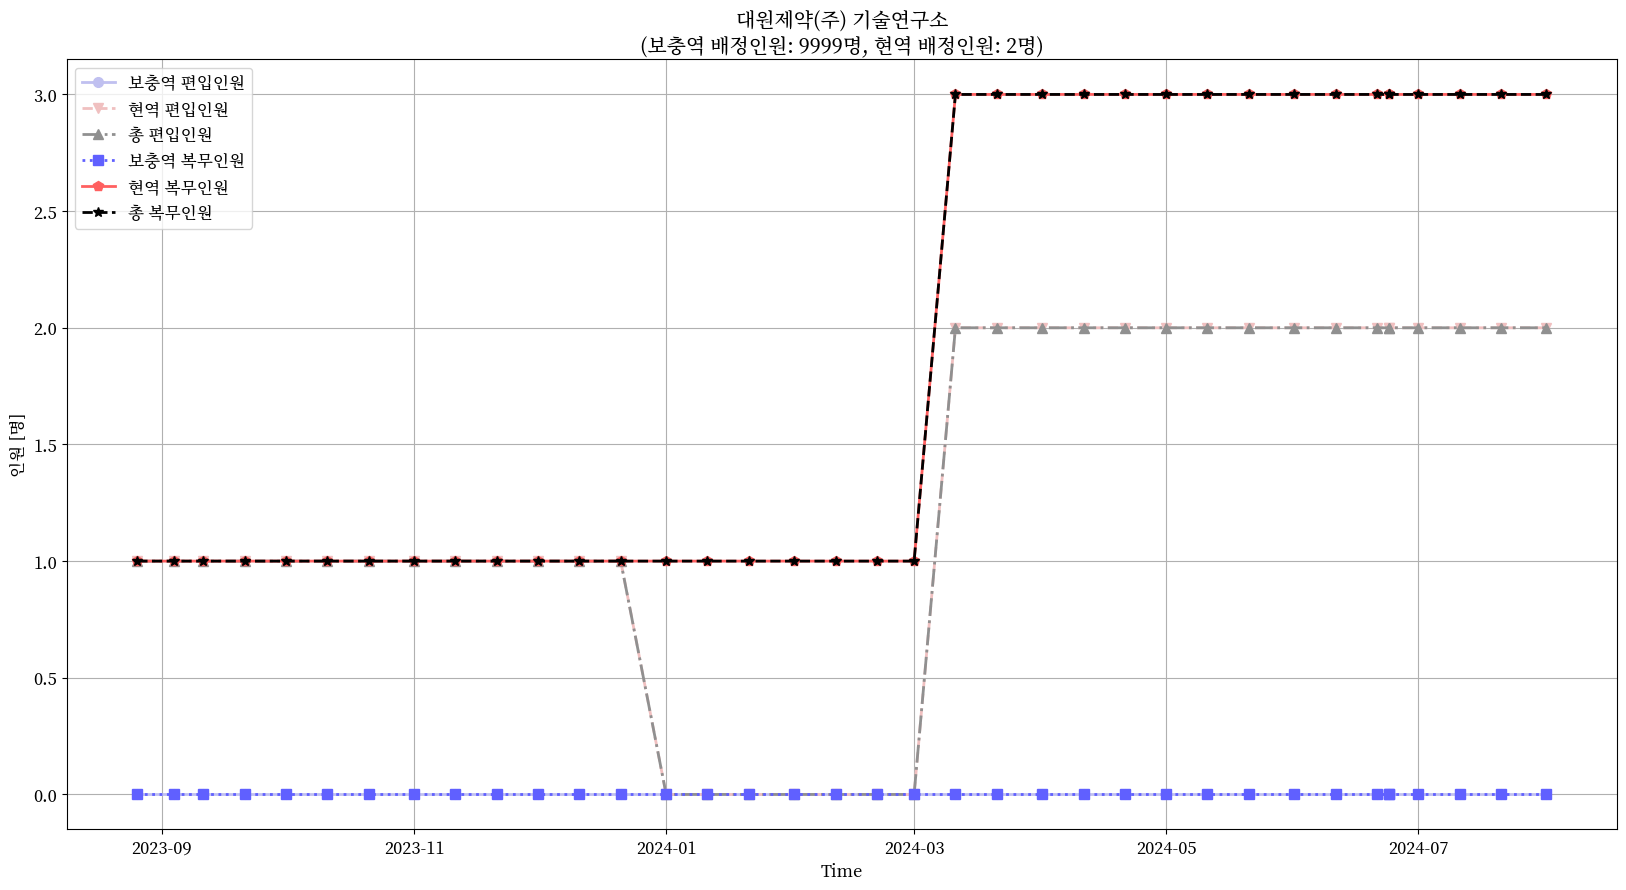 대원제약(주) 기술연구소
(보충역 배정인원: 9999명, 현역 배정인원: 2명)
보충역 편입인원
현역 편입인원
총 편입인원
보충역 복무인원
현역 복무인원
총 복무인원
3.0
2.5
2.0
1.5
1.0
0.5
0.0
인원 [명]
2023-09 2023-11 2024-01 2024-03 2024-05 2024-07
Time